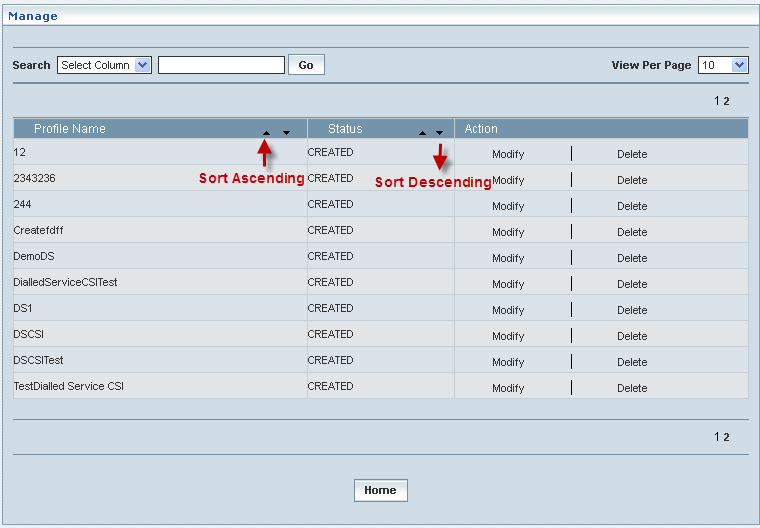 Manage
Search Select Column Go View Per Page 10
1 2
Profile Name Status Action
12 CREATED Modify Delete
Sort Ascending Sort Descending
2343236 CREATED Modify Delete
244 CREATED Modify Delete
Createfdff CREATED Modify Delete
DemoDS CREATED Modify Delete
DialledServiceCSITest CREATED Modify Delete
DS1 CREATED Modify Delete
DSCSI CREATED Modify Delete
DSCSITest CREATED Modify Delete
TestDialled Service CSI CREATED Modify Delete
1 2
Home